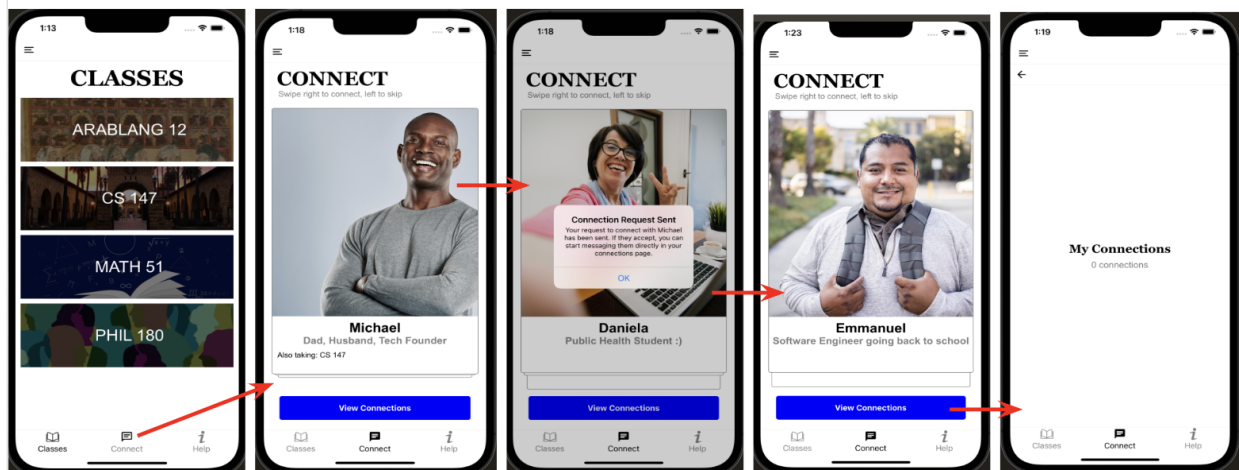 1:13
CLASSES
ARABLANG 12
CS 147
MATH 51
PHIL 180
Classes
Connect
Help
1:18
CONNECT
Swipe right to connect, left to skip
Michael
Dad, Husband, Tech Founder
Also taking: CS 147
View Connections
Classes
Connect
Help
1:18
CONNECT
Swipe right to connect, left to skip
Connection Request Sent
Your request to connect with Michael
has been sent. If they accept, you can
start messaging them directly in your
connections page.
OK
Daniela
Public Health Student :)
View Connections
Classes
Connect
Help
1:23
CONNECT
Swipe right to connect, left to skip
Emmanuel
Software Engineer going back to school
View Connections
Classes
Connect
Help
1:19
My Connections
0 connections
Classes
Connect
Help